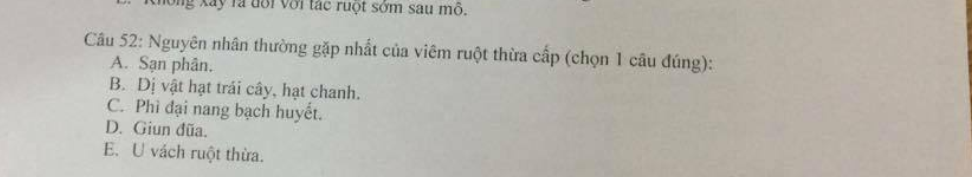 Không xảy ra đối với tắc ruột sớm sau mổ.
Câu 52: Nguyên nhân thường gặp nhất của viêm ruột thừa cấp (chọn 1 câu đúng):
A. Sạn phân.
B. Dị vật hạt trái cây, hạt chanh.
C. Phì đại nang bạch huyết.
D. Giun đũa.
E. U vách ruột thừa.